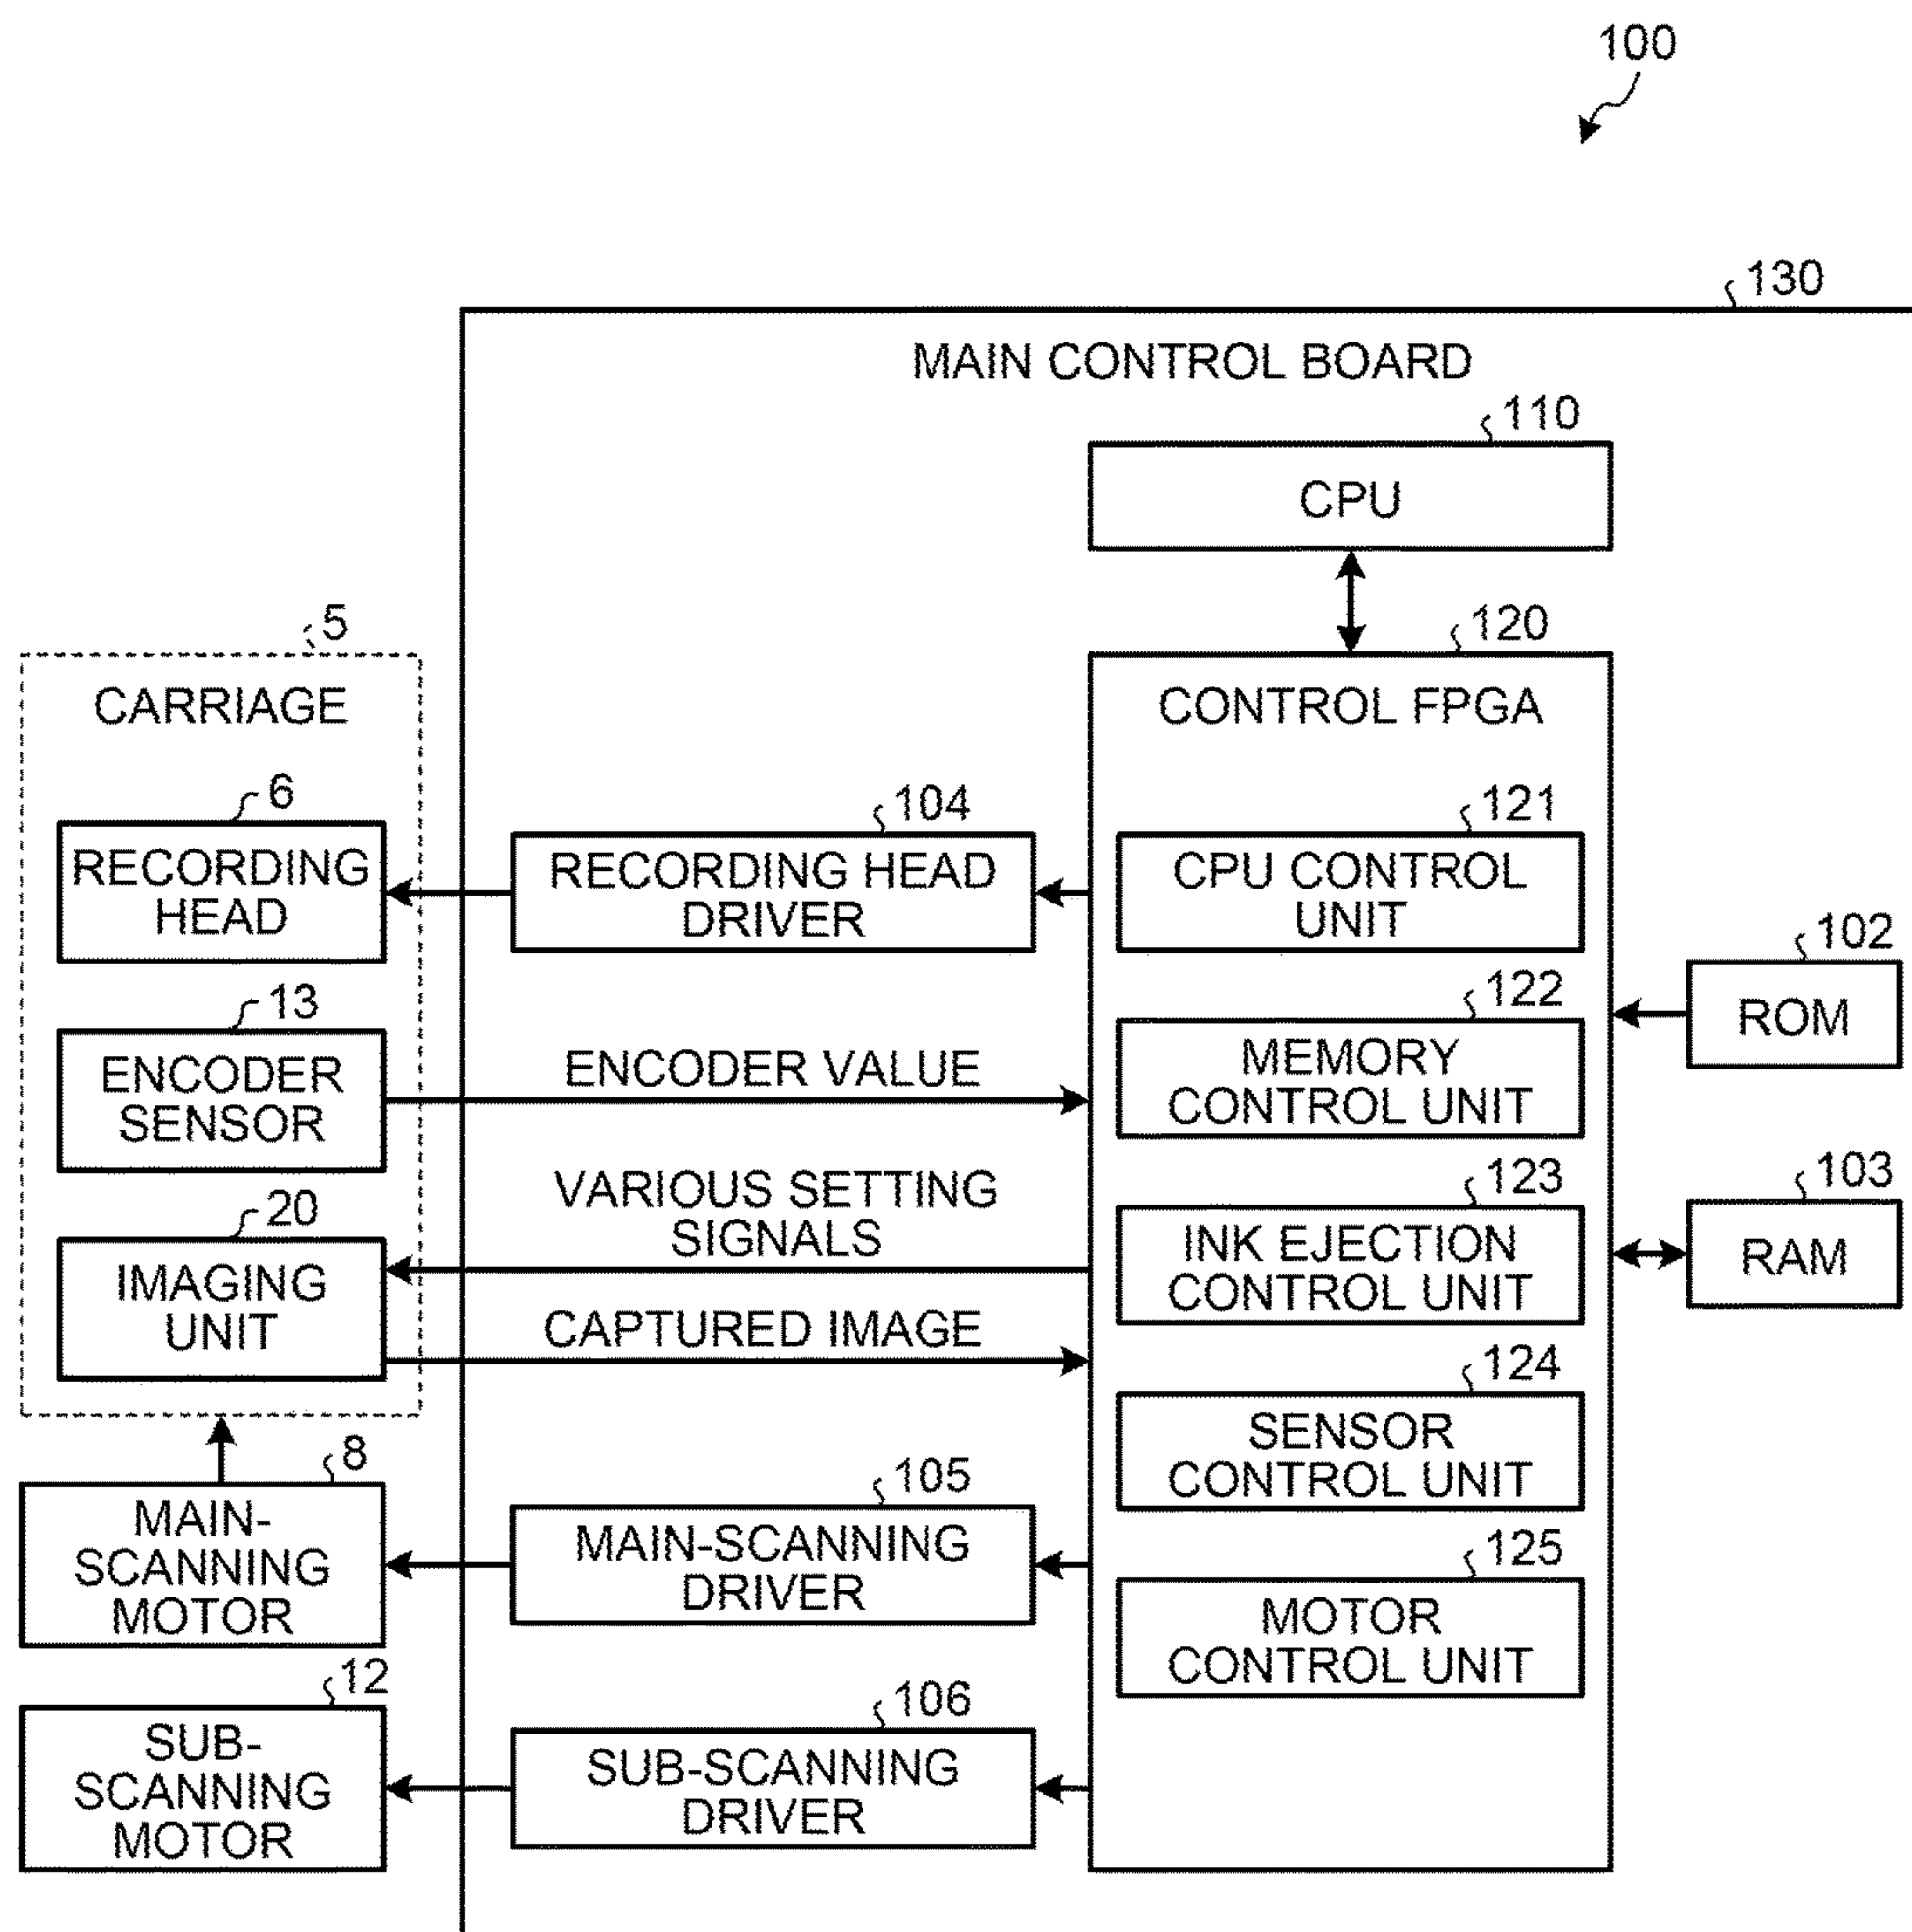 100
130
MAIN CONTROL BOARD
110
CPU
5
120
CARRIAGE
CONTROL FPGA
6
RECORDING
HEAD
104
RECORDING HEAD
DRIVER
121
CPU CONTROL
UNIT
102
ROM
13
ENCODER
SENSOR
ENCODER VALUE
122
MEMORY
CONTROL UNIT
VARIOUS SETTING
SIGNALS
103
RAM
20
IMAGING
UNIT
CAPTURED IMAGE
123
INK EJECTION
CONTROL UNIT
124
SENSOR
CONTROL UNIT
8
MAIN-
SCANNING
MOTOR
105
MAIN-SCANNING
DRIVER
125
MOTOR
CONTROL UNIT
12
SUB-
SCANNING
MOTOR
106
SUB-SCANNING
DRIVER